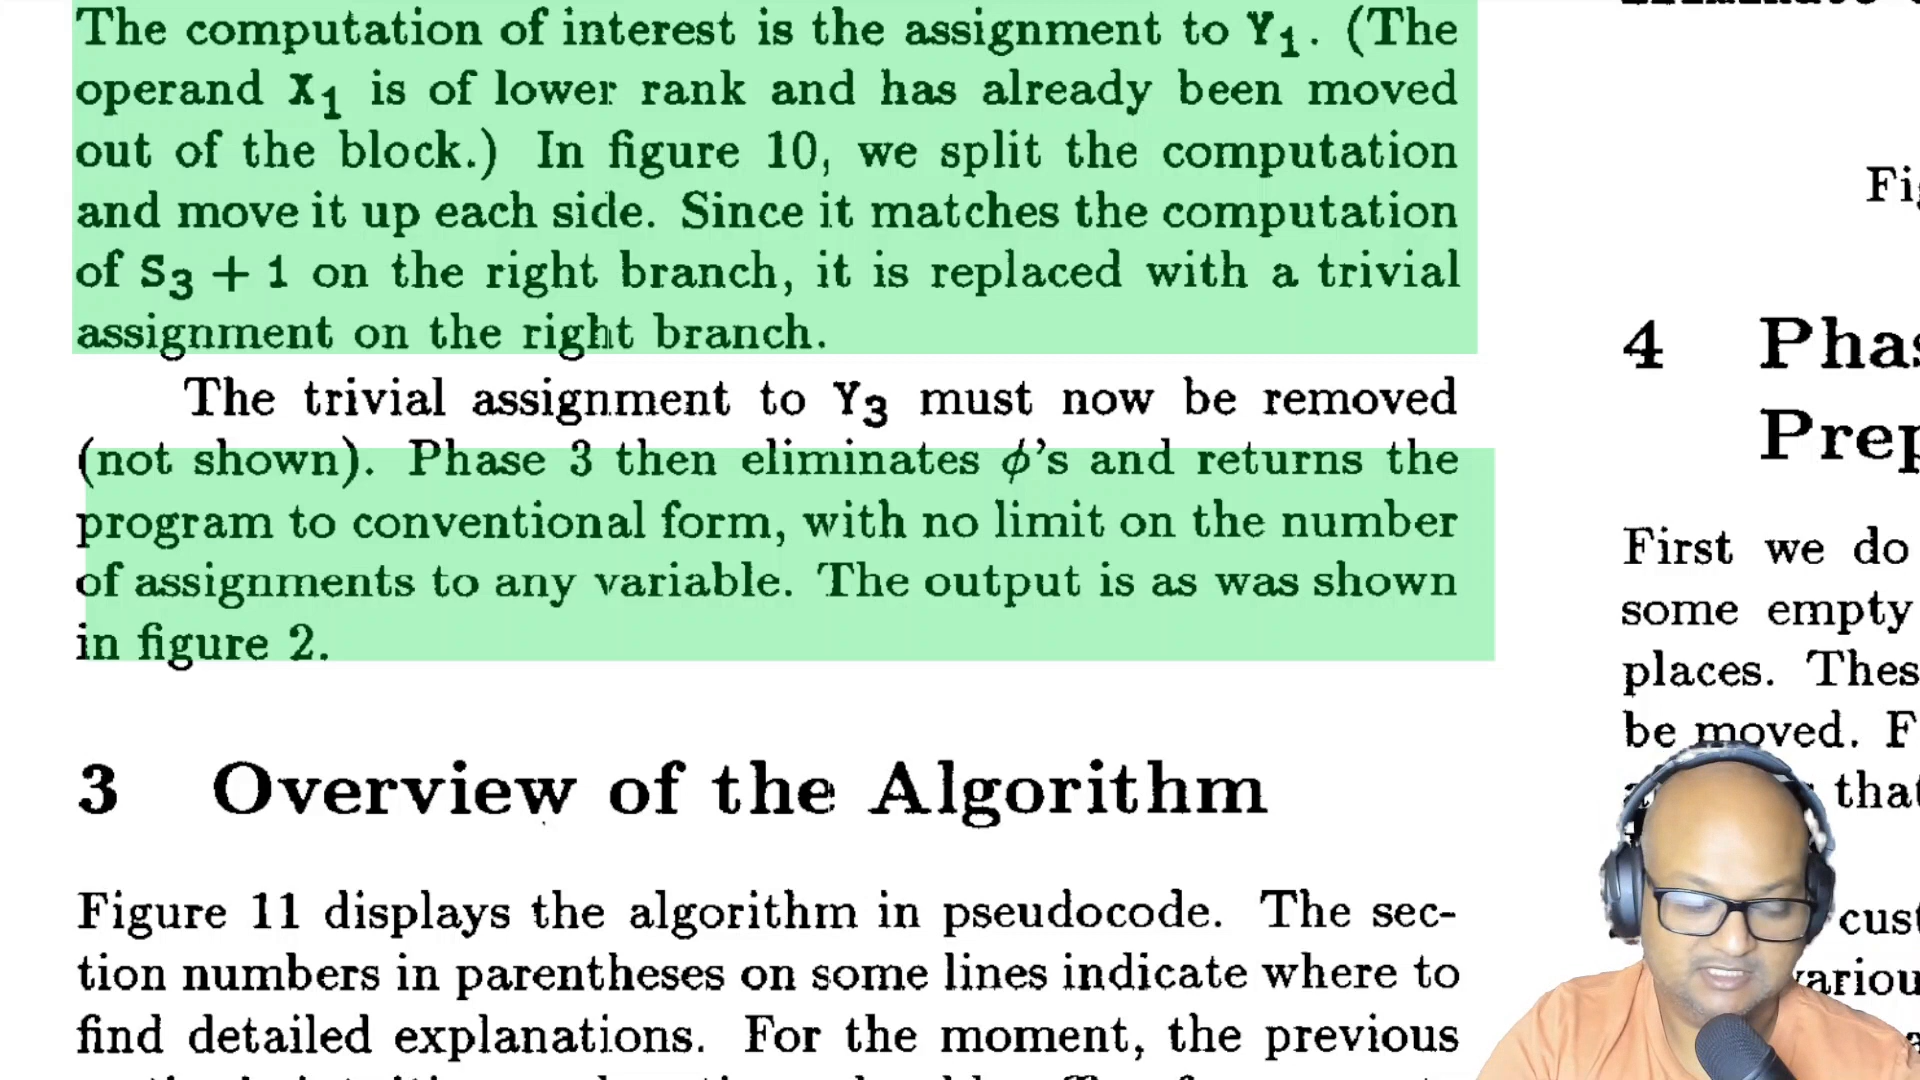 The computation of interest is the assignment to Y1. (The
operand X1 is of lower rank and has already been moved
out of the block.) In figure 10, we split the computation
and move it up each side. Since it matches the computation
of S3 + 1 on the right branch, it is replaced with a trivial
assignment on the right branch.
The trivial assignment to Y3 must now be removed
(not shown). Phase 3 then eliminates ϕ's and returns the
program to conventional form, with no limit on the number
of assignments to any variable. The output is as was shown
in figure 2.
3 Overview of the Algorithm
Figure 11 displays the algorithm in pseudocode. The sec-
tion numbers in parentheses on some lines indicate where to
find detailed explanations. For the moment, the previous
4
First we do
some empty
places.
be moved.